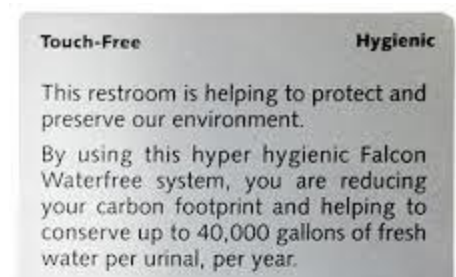 Touch-Free Hygienic
This restroom is helping to protect and
preserve our environment.
By using this hyper hygienic Falcon
Waterfree system, you are reducing
your carbon footprint and helping to
conserve up to 40,000 gallons of fresh
water per urinal, per year.